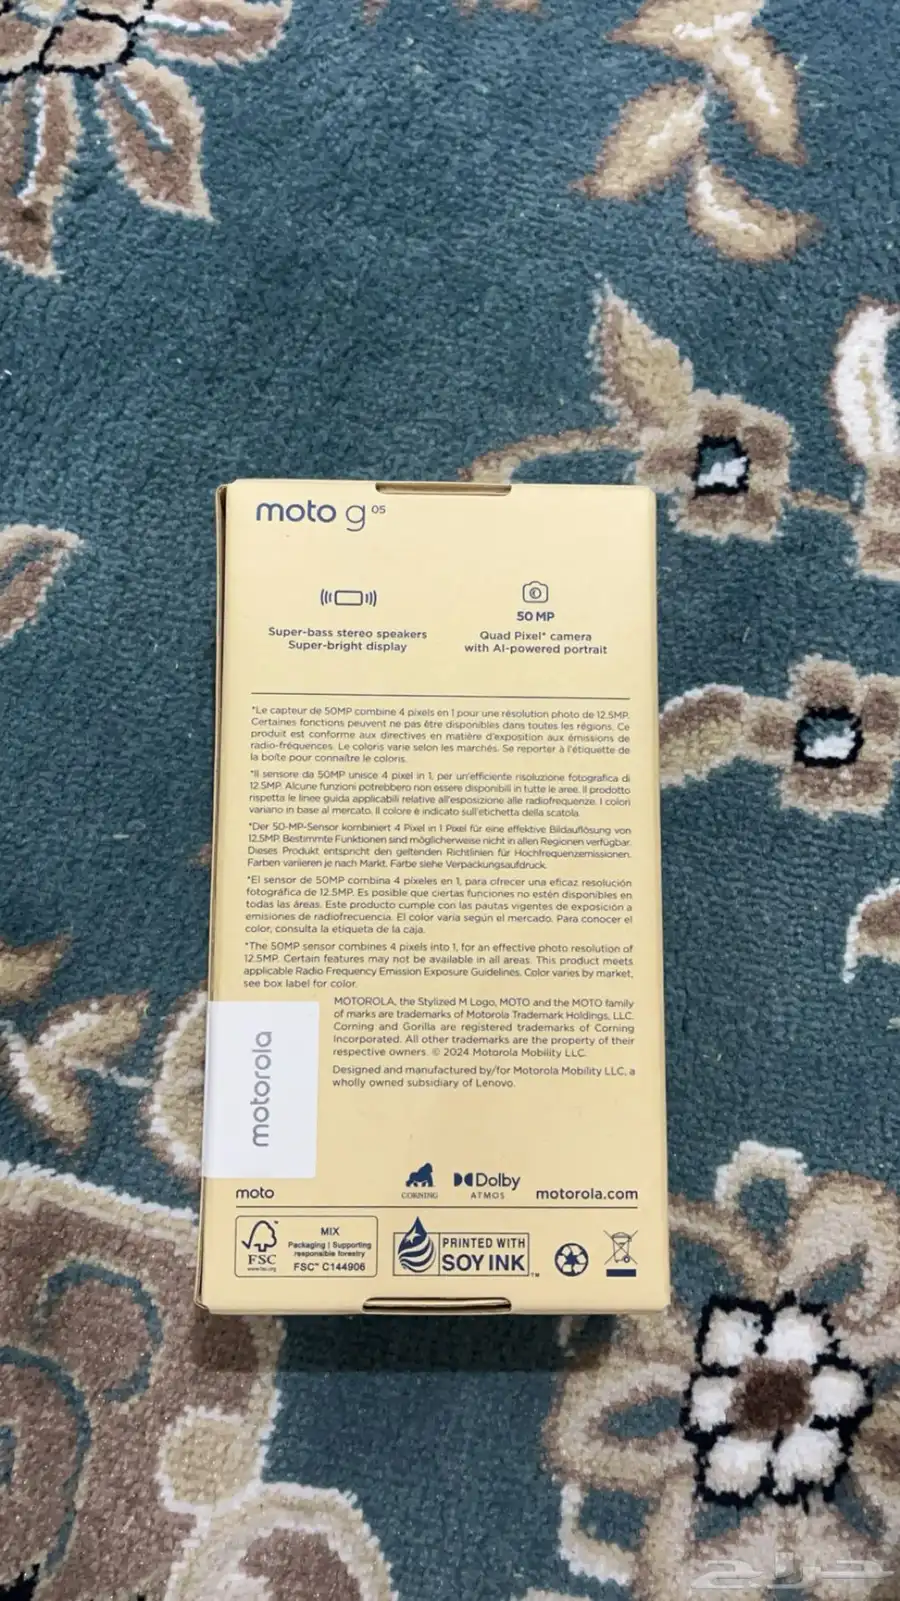 moto g 05
Super-bass stereo speakers
Super-bright display
50 MP
Quad Pixel* camera
with AI-powered portrait
*Le capteur de 50MP combine 4 pixels en 1 pour une résolution photo de 12.5MP.
Certaines fonctions peuvent ne pas être disponibles dans toutes les régions. Ce
produit est conforme aux directives en matière d'exposition aux émissions de
radio-fréquences. Le coloris varie selon les marchés. Se reporter à l'étiquette de
la boîte pour connaître le coloris.
*Il sensore da 50MP unisce 4 pixel in 1, per un'efficiente risoluzione fotografica di
12.5MP. Alcune funzioni potrebbero non essere disponibili in tutte le aree. Il prodotto
rispetta le linee guida applicabili relative all'esposizione alle radiofrequenze. I colori
variano in base al mercato. Il colore è indicato sull'etichetta della scatola.
*Der 50-MP-Sensor kombiniert 4 Pixel in 1 Pixel für eine effektive Bildauflösung von
12.5MP. Bestimmte Funktionen sind möglicherweise nicht in allen Regionen verfügbar.
Dieses Produkt entspricht den geltenden Richtlinien für Hochfrequenzemissionen.
Farben variieren je nach Markt. Farbe siehe Verpackungsaufdruck.
*El sensor de 50MP combina 4 píxeles en 1, para ofrecer una eficaz resolución
fotográfica de 12.5MP. Es posible que ciertas funciones no estén disponibles en
todas las áreas. Este producto cumple con las pautas vigentes de exposición a
emisiones de radiofrecuencia. El color varía según el mercado. Para conocer el
color, consulta la etiqueta de la caja.
*The 50MP sensor combines 4 pixels into 1, for an effective photo resolution of
12.5MP. Certain features may not be available in all areas. This product meets
applicable Radio Frequency Emission Exposure Guidelines. Color varies by market,
see box label for color.
MOTOROLA, the Stylized M Logo, MOTO and the MOTO family
of marks are trademarks of Motorola Trademark Holdings, LLC.
Corning and Gorilla are registered trademarks of Corning
Incorporated. All other trademarks are the property of their
respective owners. © 2024 Motorola Mobility LLC.
Designed and manufactured by/for Motorola Mobility LLC, a
wholly owned subsidiary of Lenovo.
motorola
moto
CORNING
Dolby
ATMOS
motorola.com
FSC
www.fsc.org
MIX
Packaging | Supporting
responsible forestry
FSC™ C144906
PRINTED WITH
SOY INK™
حراج